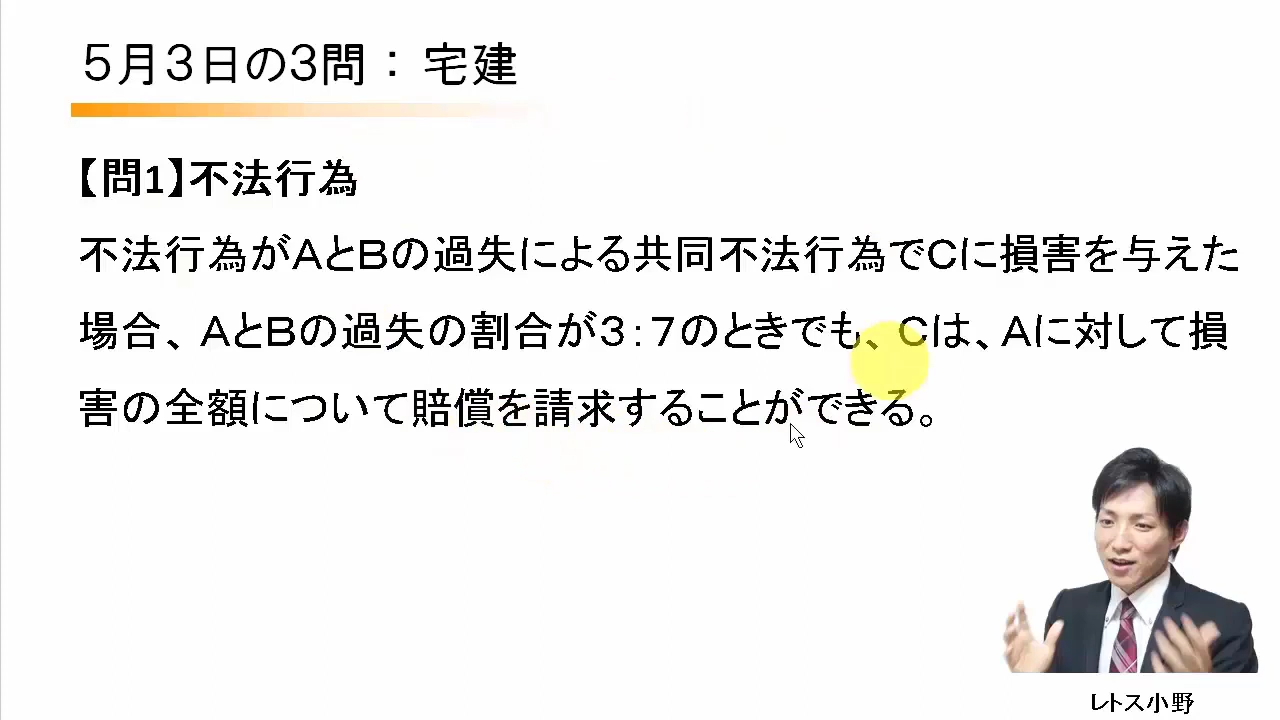 ５月３日の３問： 宅建
【問1】不法行為
不法行為がＡとＢの過失による共同不法行為でＣに損害を与えた
場合、ＡとＢの過失の割合が３：７のときでも、Ｃは、Ａに対して損
害の全額について賠償を請求することができる。
レトス小野